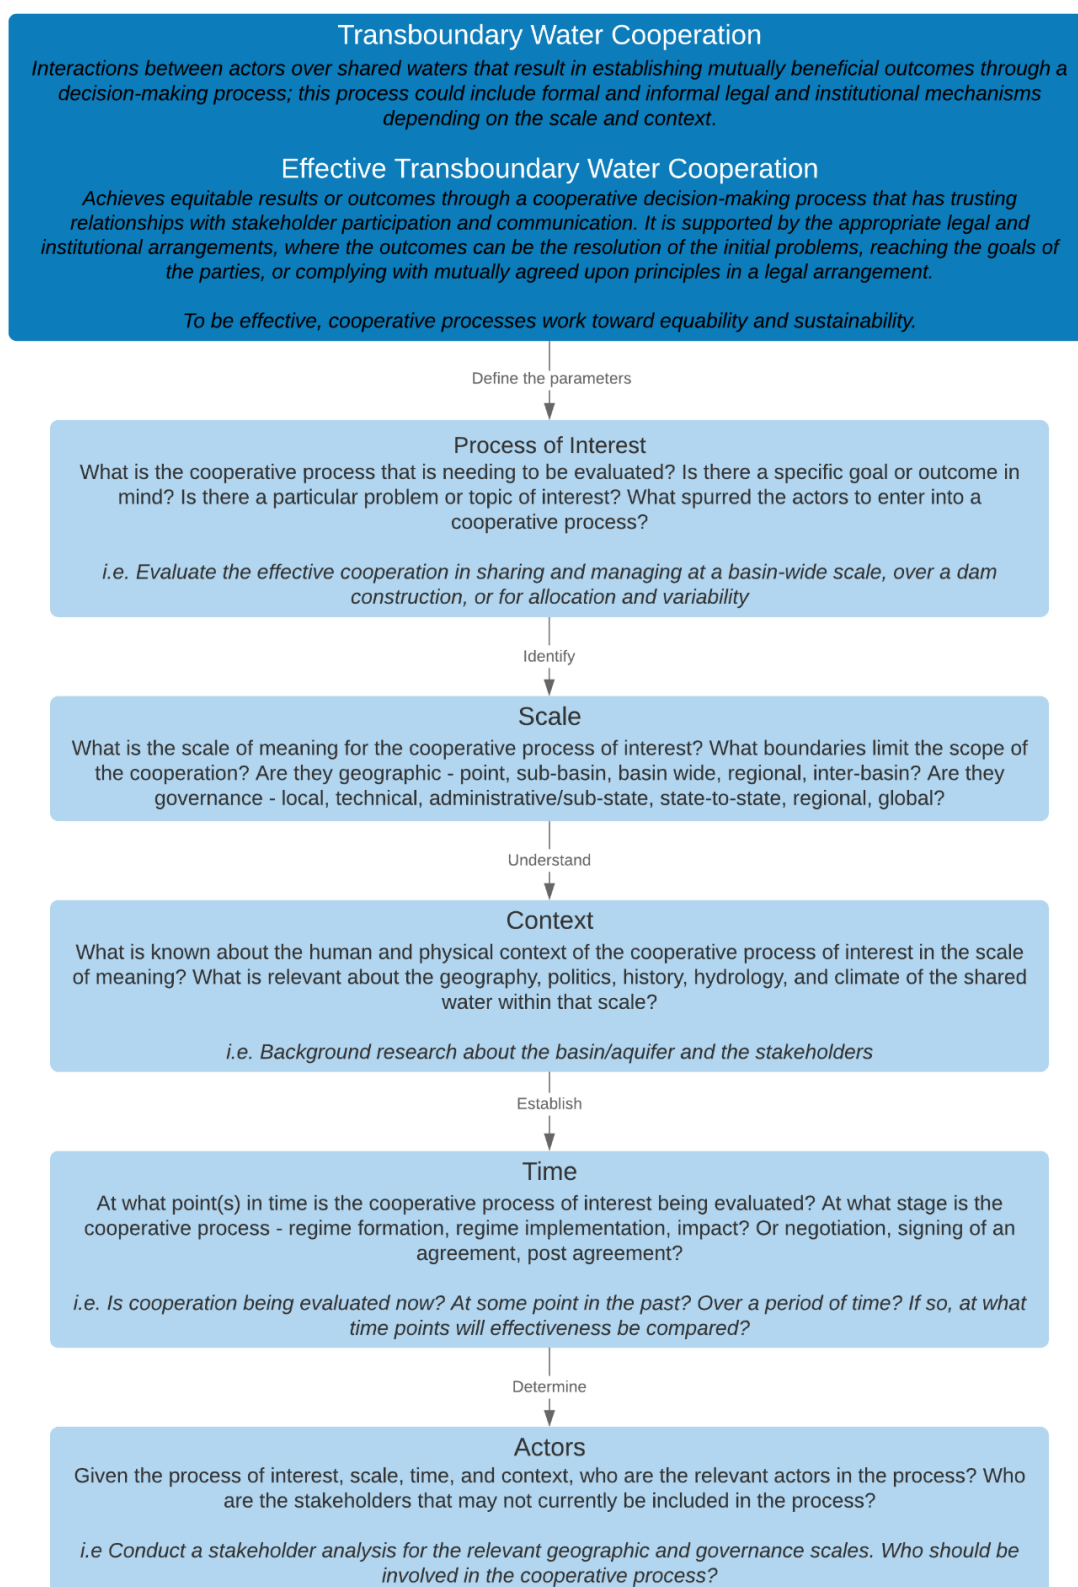 Transboundary Water Cooperation
Interactions between actors over shared waters that result in establishing mutually beneficial outcomes through a
decision-making process; this process could include formal and informal legal and institutional mechanisms
depending on the scale and context.
Effective Transboundary Water Cooperation
Achieves equitable results or outcomes through a cooperative decision-making process that has trusting
relationships with stakeholder participation and communication. It is supported by the appropriate legal and
institutional arrangements, where the outcomes can be the resolution of the initial problems, reaching the goals of
the parties, or complying with mutually agreed upon principles in a legal arrangement.
To be effective, cooperative processes work toward equability and sustainability.
Define the parameters
Process of Interest
What is the cooperative process that is needing to be evaluated? Is there a specific goal or outcome in
mind? Is there a particular problem or topic of interest? What spurred the actors to enter into a
cooperative process?
i.e. Evaluate the effective cooperation in sharing and managing at a basin-wide scale, over a dam
construction, or for allocation and variability
Identify
Scale
What is the scale of meaning for the cooperative process of interest? What boundaries limit the scope of
the cooperation? Are they geographic - point, sub-basin, basin wide, regional, inter-basin? Are they
governance - local, technical, administrative/sub-state, state-to-state, regional, global?
Understand
Context
What is known about the human and physical context of the cooperative process of interest in the scale
of meaning? What is relevant about the geography, politics, history, hydrology, and climate of the shared
water within that scale?
i.e. Background research about the basin/aquifer and the stakeholders
Establish
Time
At what point(s) in time is the cooperative process of interest being evaluated? At what stage is the
cooperative process - regime formation, regime implementation, impact? Or negotiation, signing of an
agreement, post agreement?
i.e. Is cooperation being evaluated now? At some point in the past? Over a period of time? If so, at what
time points will effectiveness be compared?
Determine
Actors
Given the process of interest, scale, time, and context, who are the relevant actors in the process? Who
are the stakeholders that may not currently be included in the process?
i.e Conduct a stakeholder analysis for the relevant geographic and governance scales. Who should be
involved in the cooperative process?